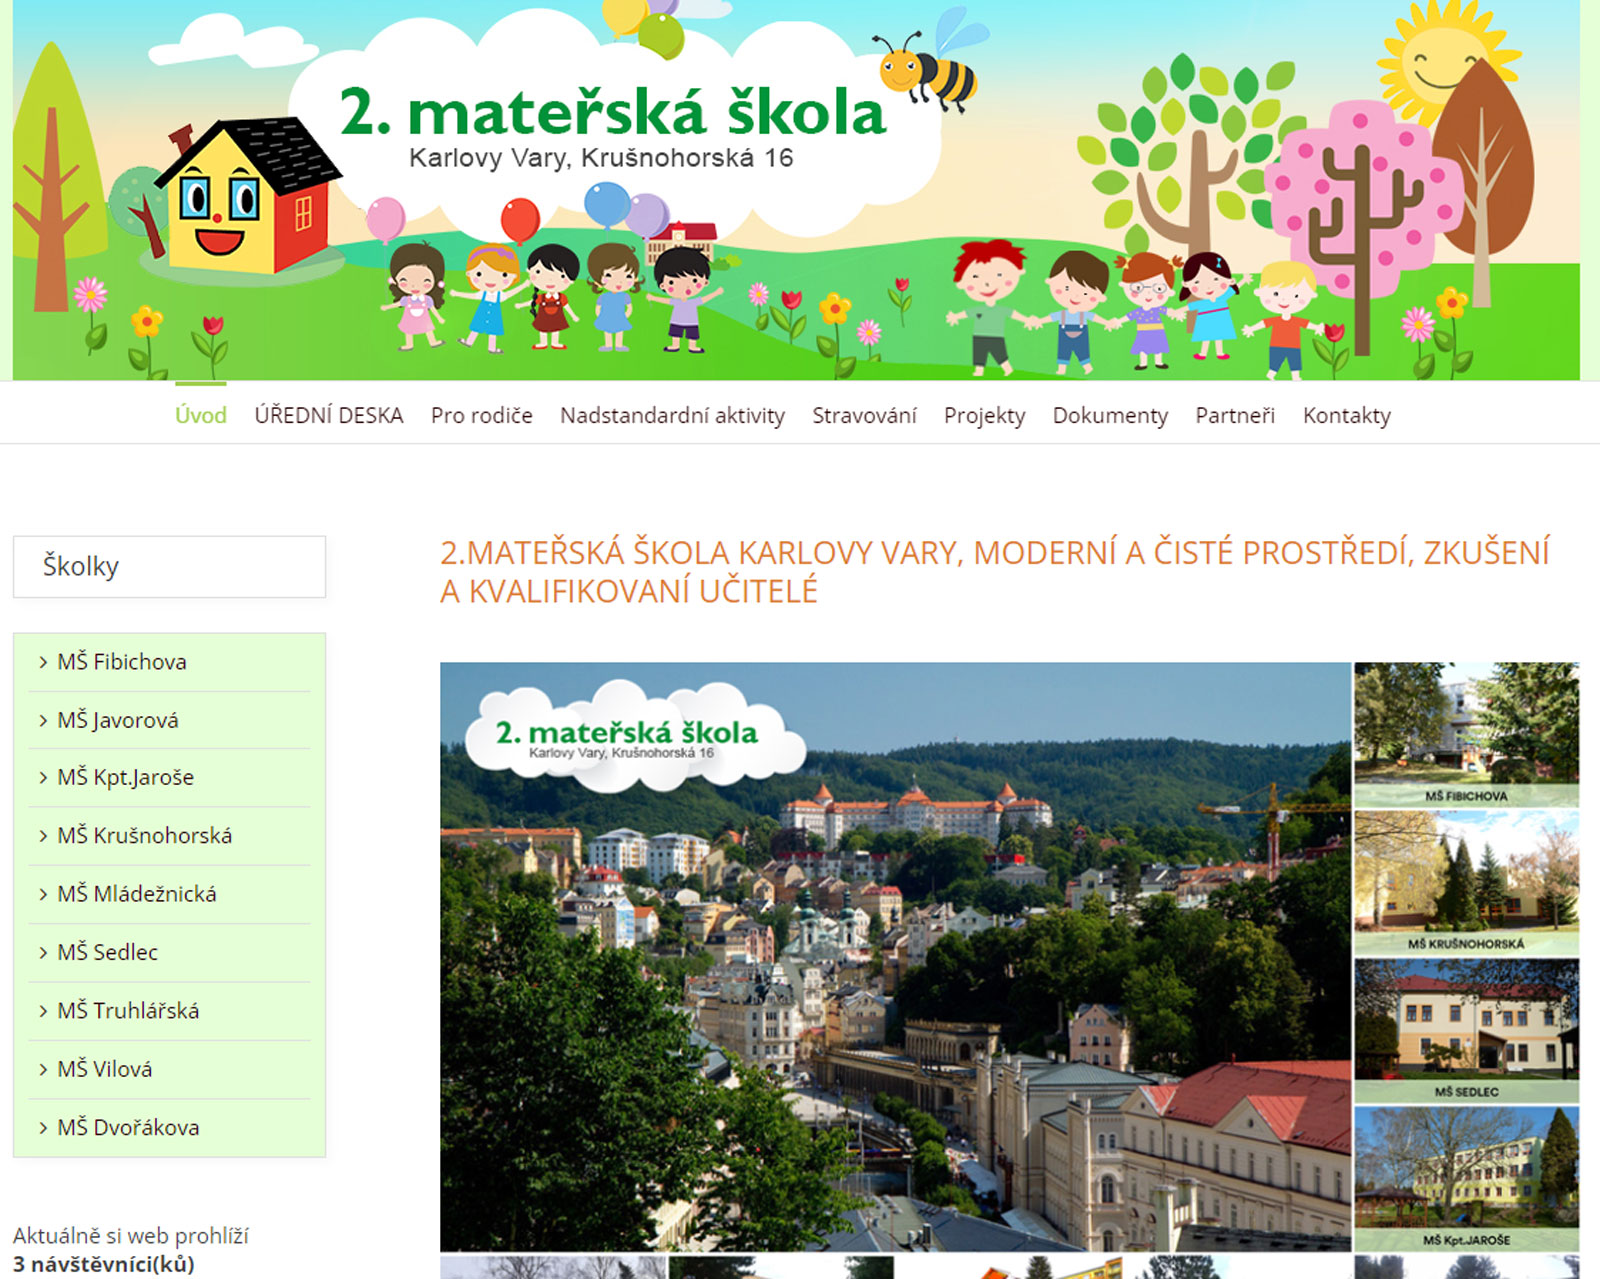 2. mateřská škola
Karlovy Vary, Krušnohorská 16
Úvod
ÚŘEDNÍ DESKA
Pro rodiče
Nadstandardní aktivity
Stravování
Projekty
Dokumenty
Partneři
Kontakty
Školky
MŠ Fibichova
MŠ Javorová
MŠ Kpt.Jaroše
MŠ Krušnohorská
MŠ Mládežnická
MŠ Sedlec
MŠ Truhlářská
MŠ Vilová
MŠ Dvořákova
Aktuálně si web prohlíží
3 návštěvníci(ků)
2.MATEŘSKÁ ŠKOLA KARLOVY VARY, MODERNÍ A ČISTÉ PROSTŘEDÍ, ZKUŠENÍ
A KVALIFIKOVANÍ UČITELÉ
2. mateřská škola
Karlovy Vary, Krušnohorská 16
MŠ FIBICHOVA
MŠ KRUŠNOHORSKÁ
MŠ SEDLEC
MŠ Kpt.JAROŠE